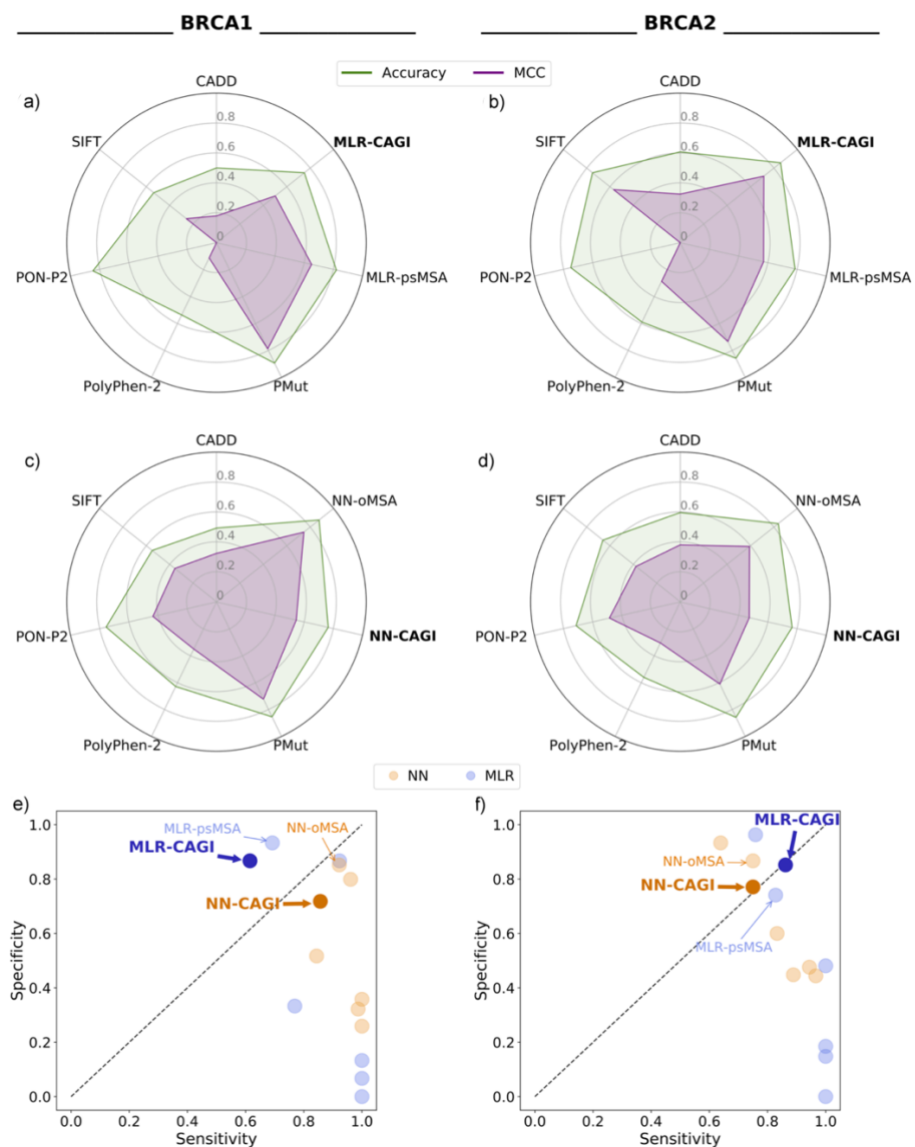 BRCA1
BRCA2
Accuracy
MCC
a)
CADD
0.8
0.6
0.4
0.2
0
MLR-CAGI
MLR-psMSA
PMut
PolyPhen-2
PON-P2
SIFT
b)
CADD
0.8
0.6
0.4
0.2
0
MLR-CAGI
MLR-psMSA
PMut
PolyPhen-2
PON-P2
SIFT
c)
CADD
0.8
0.6
0.4
0.2
0
NN-oMSA
NN-CAGI
PMut
PolyPhen-2
PON-P2
SIFT
d)
CADD
0.8
0.6
0.4
0.2
0
NN-oMSA
NN-CAGI
PMut
PolyPhen-2
PON-P2
SIFT
NN
MLR
e)
1.0
0.8
0.6
0.4
0.2
0.0
Specificity
MLR-psMSA
NN-oMSA
MLR-CAGI
NN-CAGI
0.0 0.2 0.4 0.6 0.8 1.0
Sensitivity
f)
1.0
0.8
0.6
0.4
0.2
0.0
Specificity
MLR-CAGI
NN-oMSA
NN-CAGI
MLR-psMSA
0.0 0.2 0.4 0.6 0.8 1.0
Sensitivity